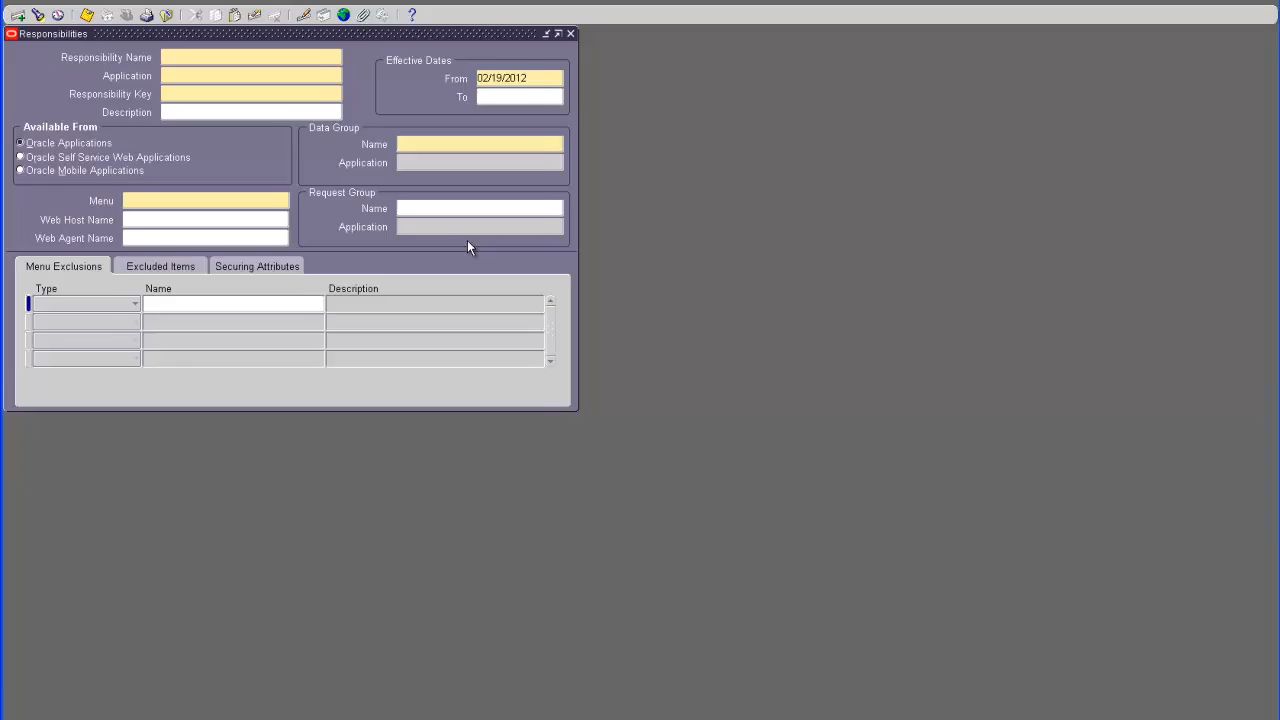 Responsibilities
Responsibility Name
Application
Responsibility Key
Description
Effective Dates
From 02/19/2012
To
Available From
Oracle Applications
Oracle Self Service Web Applications
Oracle Mobile Applications
Data Group
Name
Application
Menu
Web Host Name
Web Agent Name
Request Group
Name
Application
Menu Exclusions Excluded Items Securing Attributes
Type Name Description